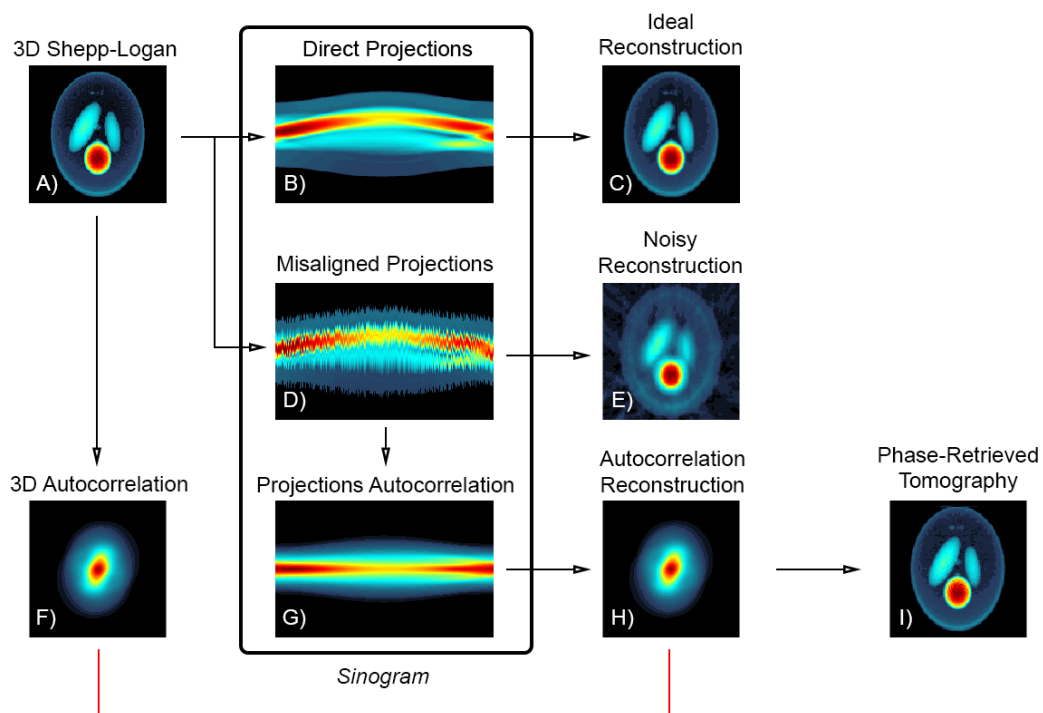 3D Shepp-Logan
A)
Direct Projections
B)
Ideal
Reconstruction
C)
Misaligned Projections
D)
Noisy
Reconstruction
E)
3D Autocorrelation
F)
Projections Autocorrelation
G)
Autocorrelation
Reconstruction
H)
Phase-Retrieved
Tomography
I)
Sinogram